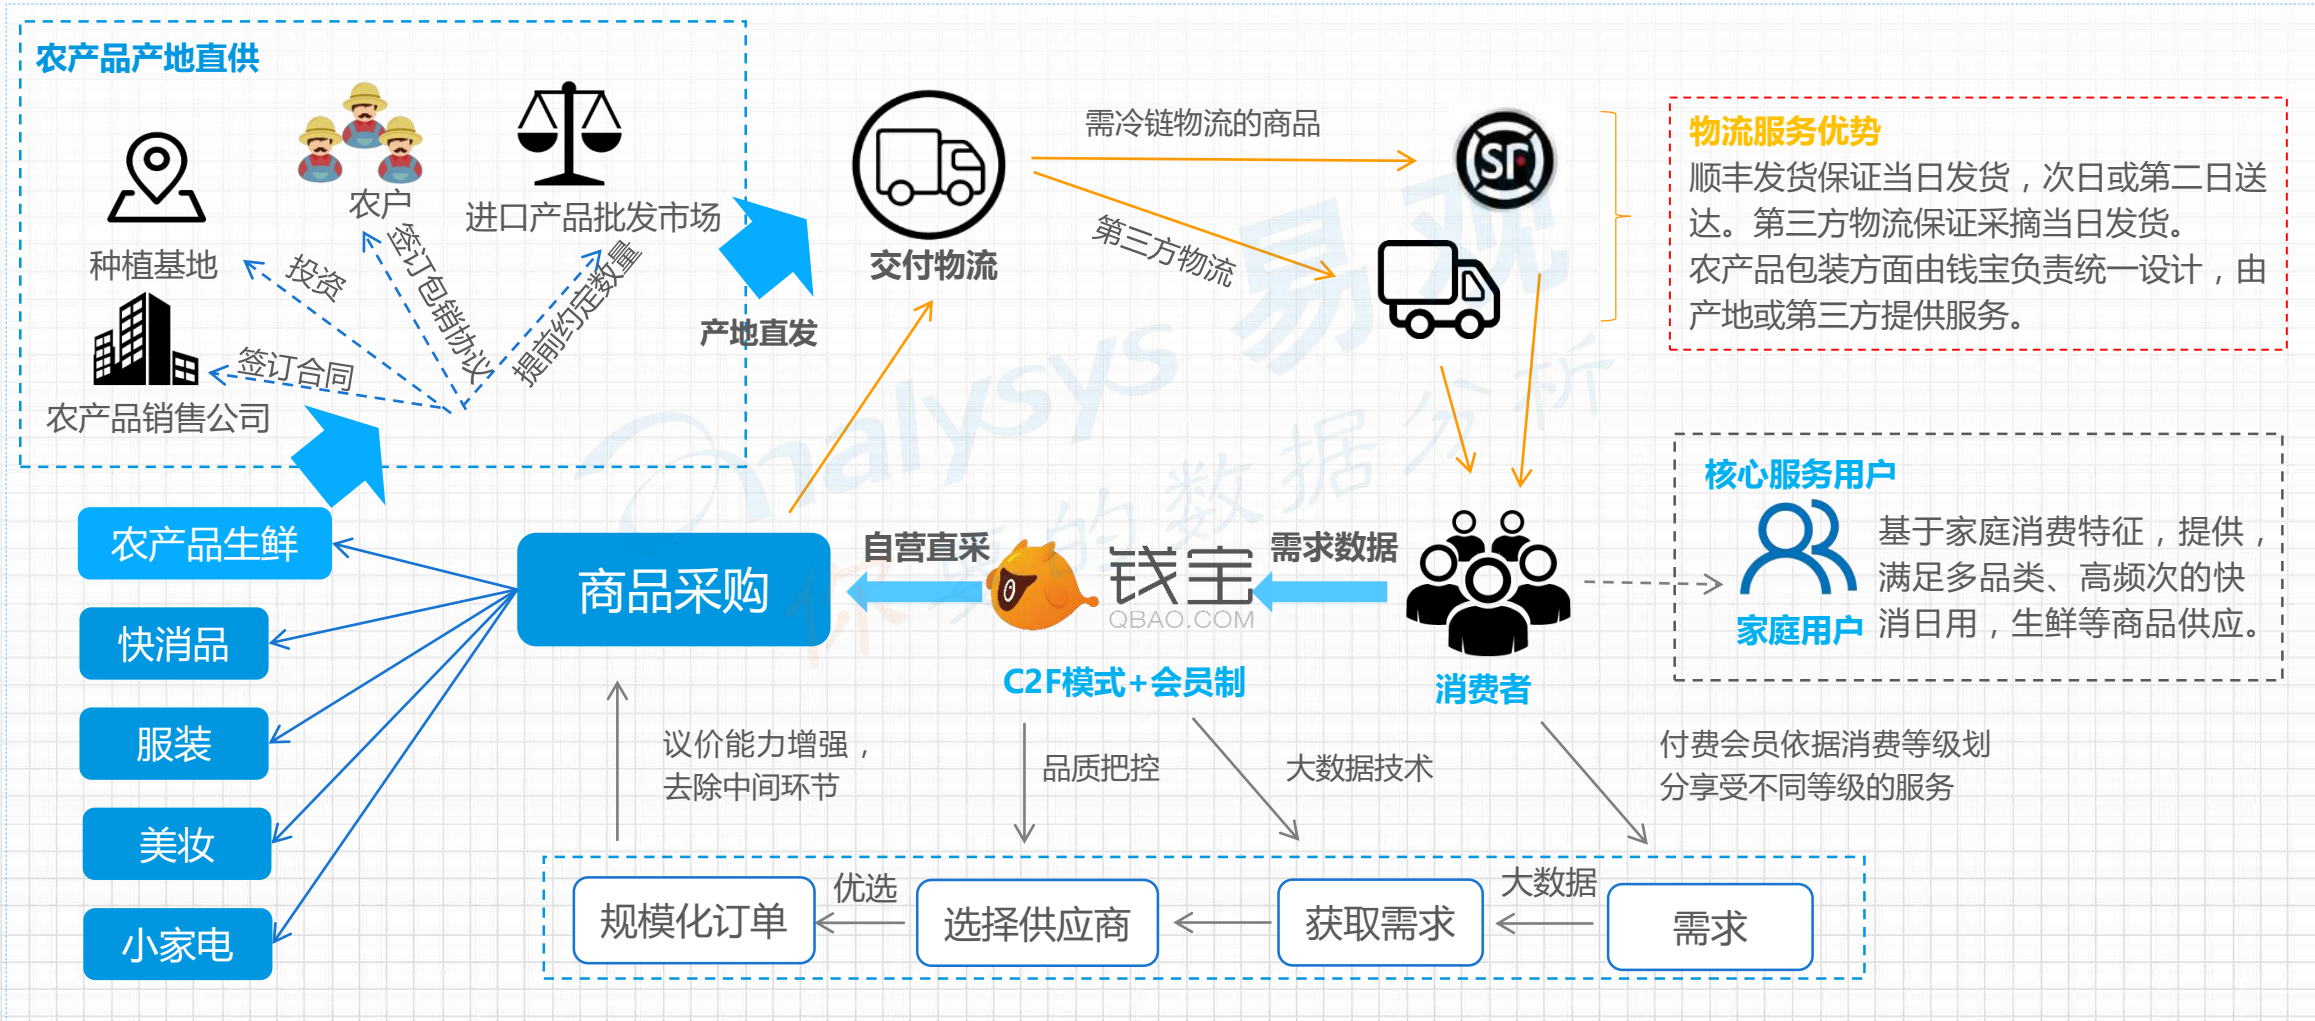 农产品产地直供
农户
进口产品批发市场
种植基地
投资
签订包销协议
提前约定数量
签订合同
农产品销售公司
产地直发
交付物流
需冷链物流的商品
第三方物流
SF
物流服务优势
顺丰发货保证当日发货，次日或第二日送
达。第三方物流保证采摘当日发货。
农产品包装方面由钱宝负责统一设计，由
产地或第三方提供服务。
核心服务用户
基于家庭消费特征，提供，
满足多品类、高频次的快
消日用，生鲜等商品供应。
家庭用户
农产品生鲜
快消品
服装
美妆
小家电
商品采购
自营直采
钱宝
QBAO.COM
需求数据
C2F模式+会员制
消费者
议价能力增强，
去除中间环节
品质把控
大数据技术
付费会员依据消费等级划
分享受不同等级的服务
规模化订单
优选
选择供应商
获取需求
大数据
需求
analysys 易观
你要的数据分析